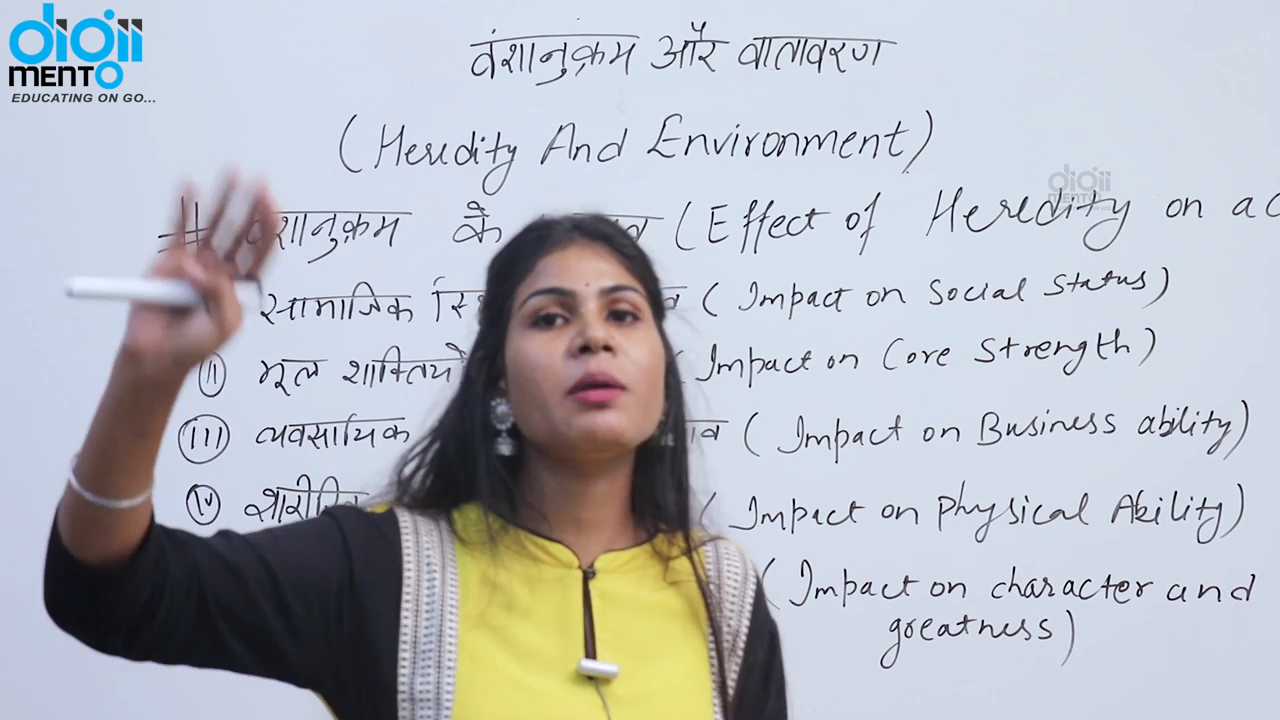 digii
MENTO
EDUCATING ON GO...
वंशानुक्रम और वातावरण
(Heredity And Environment)
digii
MENTO
# वंशानुक्रम के (Effect of Heredity on a
सामाजिक (Impact on Social Status)
(II) मूल (Impact on Core Strength)
(III) व्यवसायिक (Impact on Business ability)
(IV) (Impact on Physical Ability)
(Impact on character and
greatness)